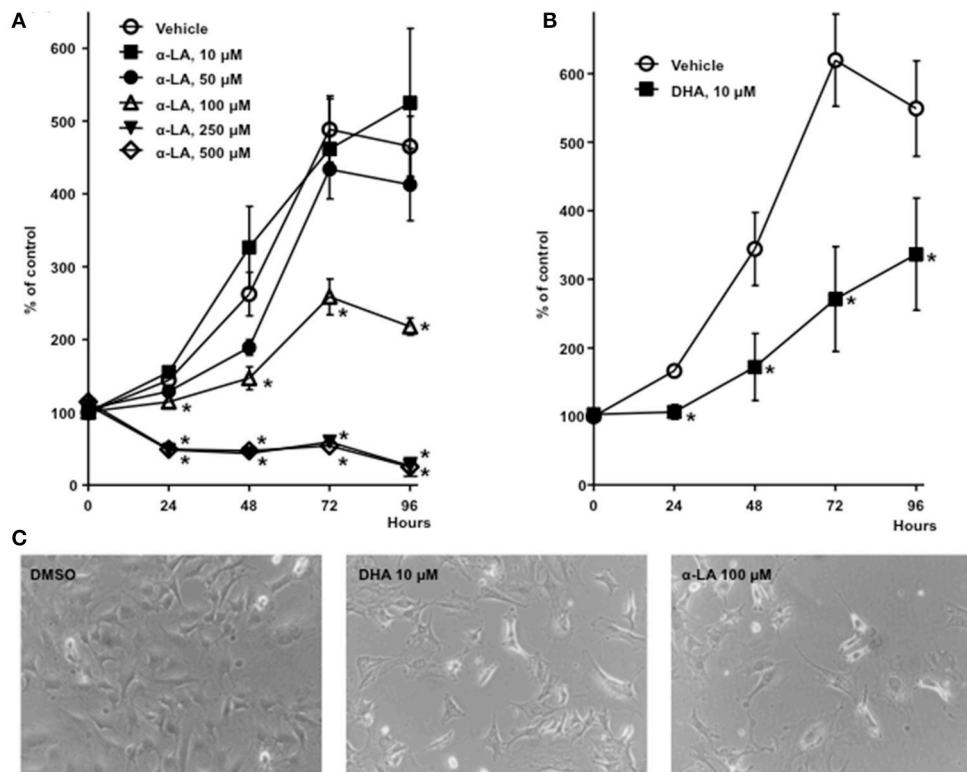 A
Vehicle
α-LA, 10 µM
α-LA, 50 µM
α-LA, 100 µM
α-LA, 250 µM
α-LA, 500 µM
% of control
600
500
400
300
200
100
0
* * * *
* * * *
* * * *
0 24 48 72 96
Hours
B
Vehicle
DHA, 10 µM
% of control
600
500
400
300
200
100
0
* * * *
0 24 48 72 96
Hours
C
DMSO
DHA 10 µM
α-LA 100 µM